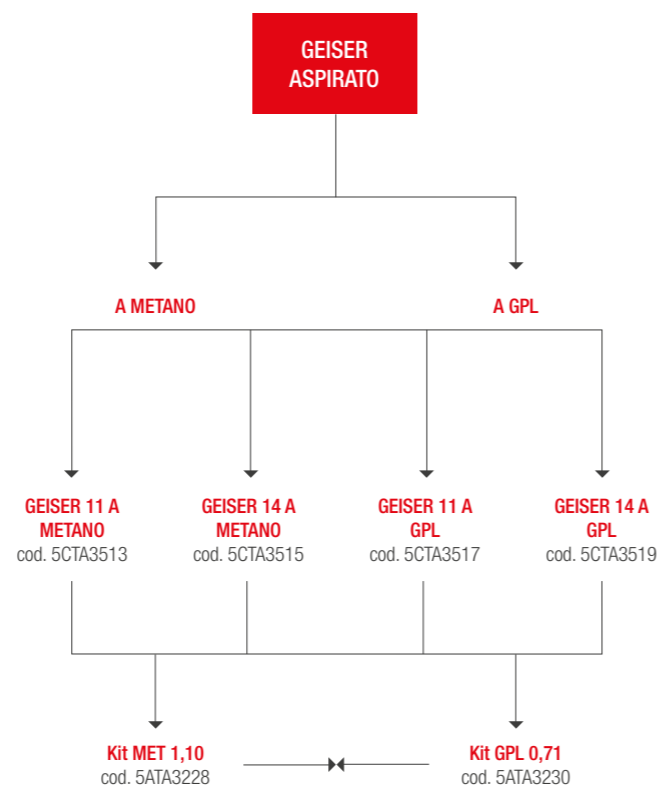 GEISER
ASPIRATO
A METANO
A GPL
GEISER 11 A
METANO
cod. 5CTA3513
GEISER 14 A
METANO
cod. 5CTA3515
GEISER 11 A
GPL
cod. 5CTA3517
GEISER 14 A
GPL
cod. 5CTA3519
Kit MET 1,10
cod. 5ATA3228
Kit GPL 0,71
cod. 5ATA3230